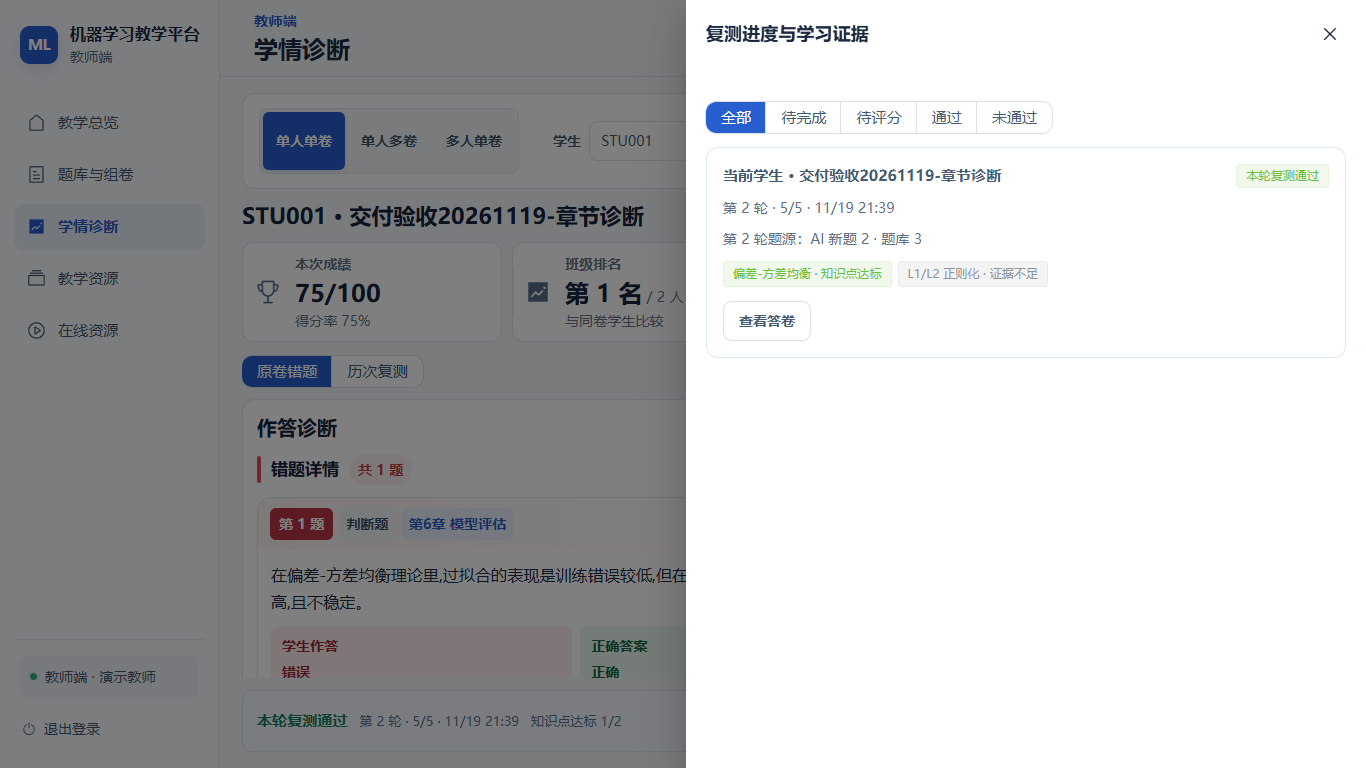 ML
机器学习教学平台
教师端
教学总览
题库与组卷
学情诊断
教学资源
在线资源
教师端 · 演示教师
退出登录
教师端
学情诊断
单人单卷 单人多卷 多人单卷 学生 STU001
STU001 • 交付验收20261119-章节诊断
本次成绩
75/100
得分率 75%
班级排名
第 1 名 / 2 人
与同卷学生比较
原卷错题 历次复测
作答诊断
错题详情 共 1 题
第 1 题 判断题 第6章 模型评估
在偏差-方差均衡理论里,过拟合的表现是训练错误较低,但在
高,且不稳定。
学生作答
错误
正确答案
正确
本轮复测通过 第 2 轮 · 5/5 · 11/19 21:39 知识点达标 1/2
复测进度与学习证据
全部 待完成 待评分 通过 未通过
当前学生 • 交付验收20261119-章节诊断 本轮复测通过
第 2 轮 · 5/5 · 11/19 21:39
第 2 轮题源: AI 新题 2 · 题库 3
偏差-方差均衡 · 知识点达标 L1/L2 正则化 · 证据不足
查看答卷